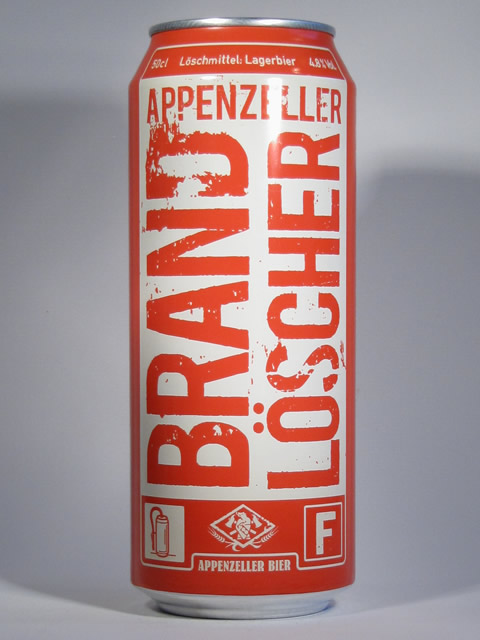 50cl Löschmittel: Lagerbier 4.8% Vol.
APPENZELLER
BRAND
LÖSCHER
F
APPENZELLER BIER